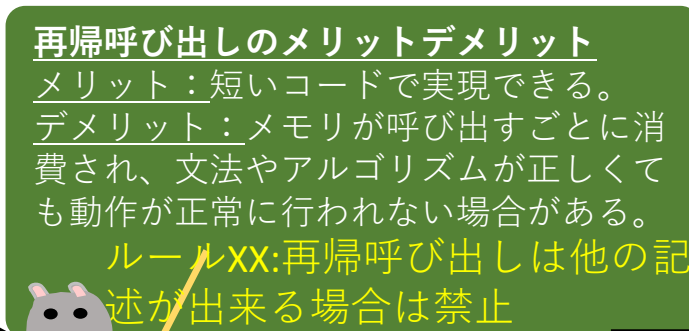 再帰呼び出しのメリットデメリット
メリット：短いコードで実現できる。
デメリット：メモリが呼び出すごとに消
費され、文法やアルゴリズムが正しくて
も動作が正常に行われない場合がある。
ルールXX:再帰呼び出しは他の記
述が出来る場合は禁止